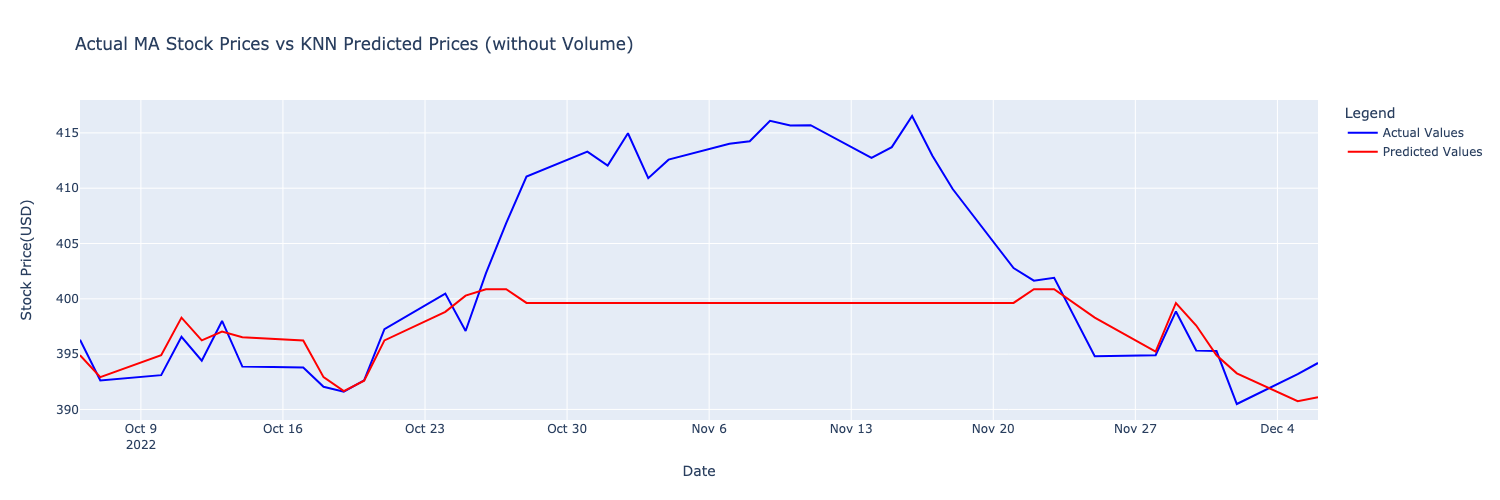 Actual MA Stock Prices vs KNN Predicted Prices (without Volume)
Legend
Actual Values
Predicted Values
Stock Price(USD)
415
410
405
400
395
390
Oct 9
2022
Oct 16
Oct 23
Oct 30
Nov 6
Nov 13
Nov 20
Nov 27
Dec 4
Date